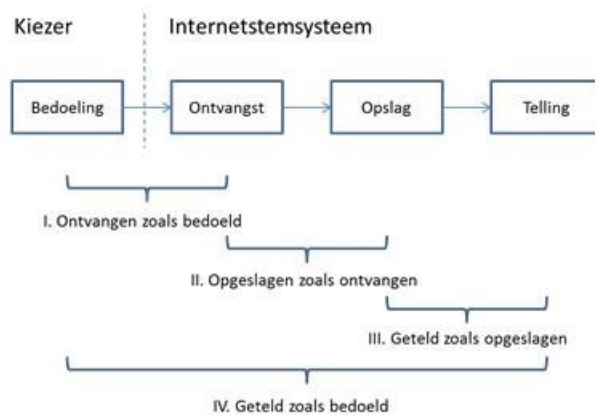 Kiezer
Internetstemsysteem
Bedoeling
Ontvangst
Opslag
Telling
I. Ontvangen zoals bedoeld
II. Opgeslagen zoals ontvangen
III. Geteld zoals opgeslagen
IV. Geteld zoals bedoeld